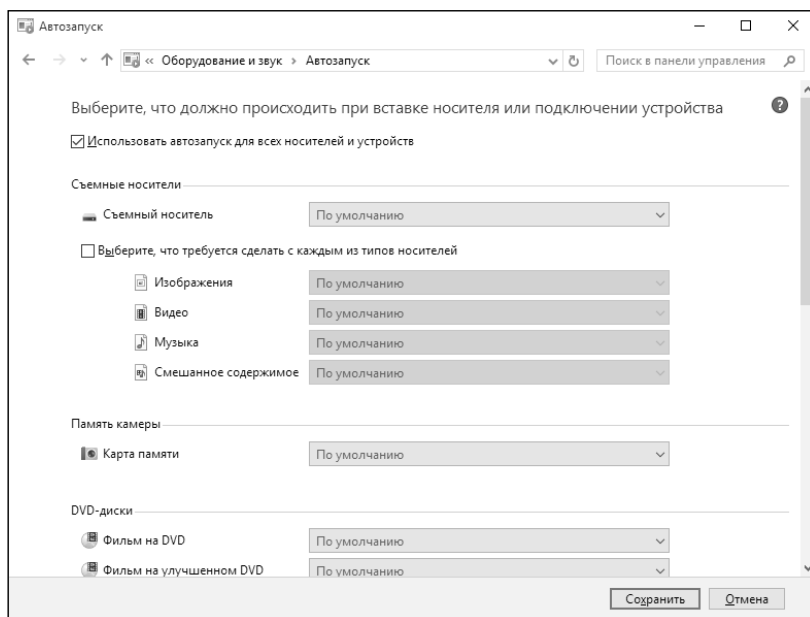 Автозапуск
« Оборудование и звук › Автозапуск
Поиск в панели управления
Выберите, что должно происходить при вставке носителя или подключении устройства
Использовать автозапуск для всех носителей и устройств
Съемные носители
Съемный носитель По умолчанию
Выберите, что требуется сделать с каждым из типов носителей
Изображения По умолчанию
Видео По умолчанию
Музыка По умолчанию
Смешанное содержимое По умолчанию
Память камеры
Карта памяти По умолчанию
DVD-диски
Фильм на DVD По умолчанию
Фильм на улучшенном DVD По умолчанию
Сохранить Отмена